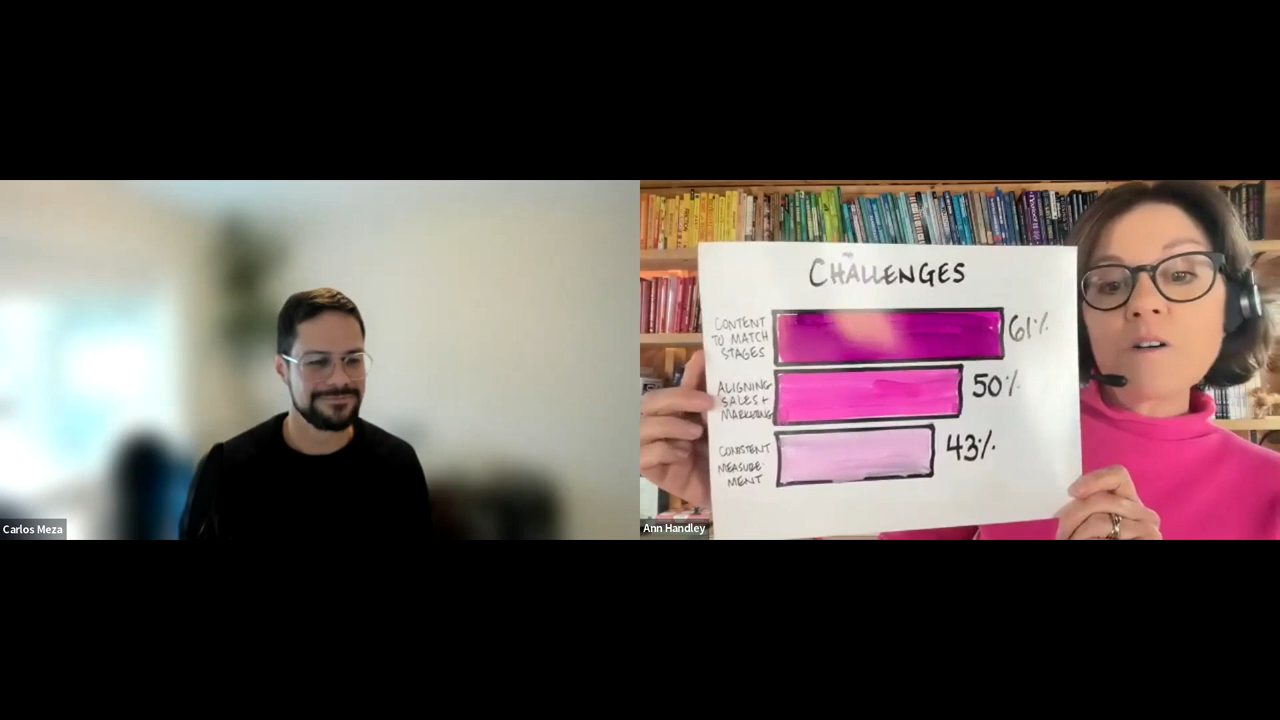 CHALLENGES
CONTENT
TO MATCH
STAGES
61%
ALIGNING
SALES +
MARKETING
50%
CONSISTENT
MEASURE-
MENT
43%
Carlos Meza
Ann Handley